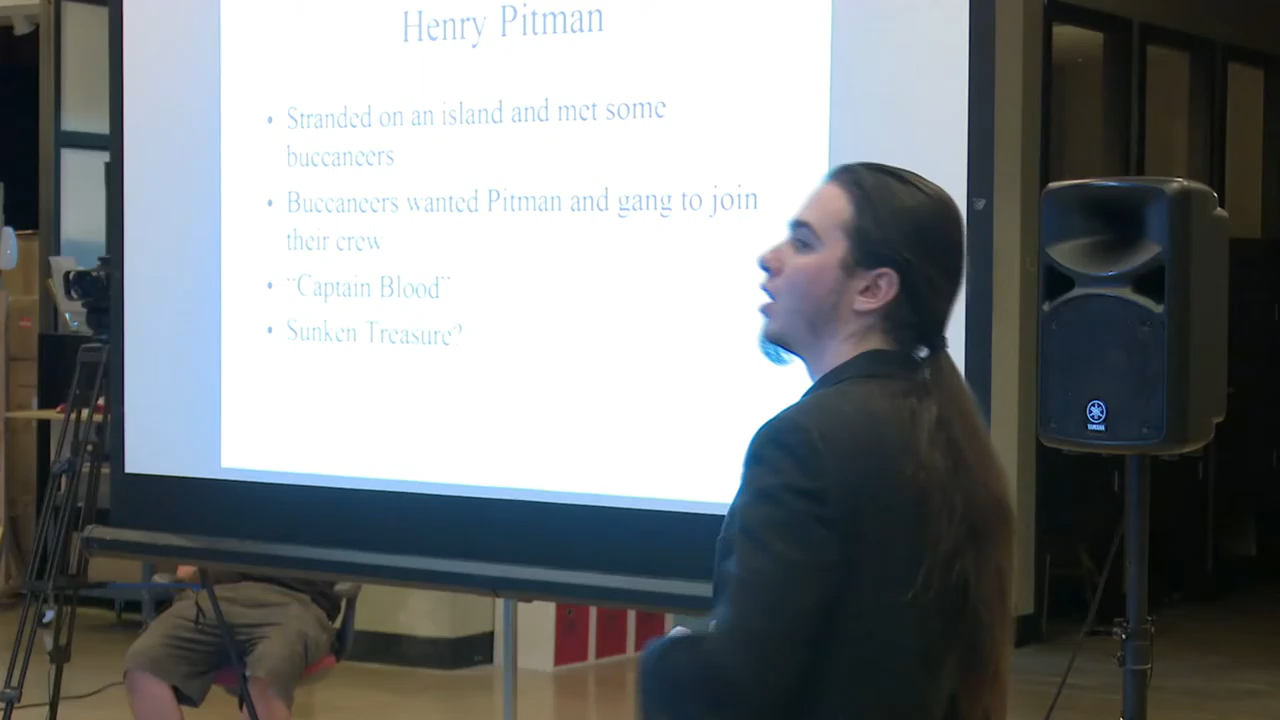 Henry Pitman
• Stranded on an island and met some
buccaneers
• Buccaneers wanted Pitman and gang to join
their crew
• "Captain Blood"
• Sunken Treasure?
YAMAHA